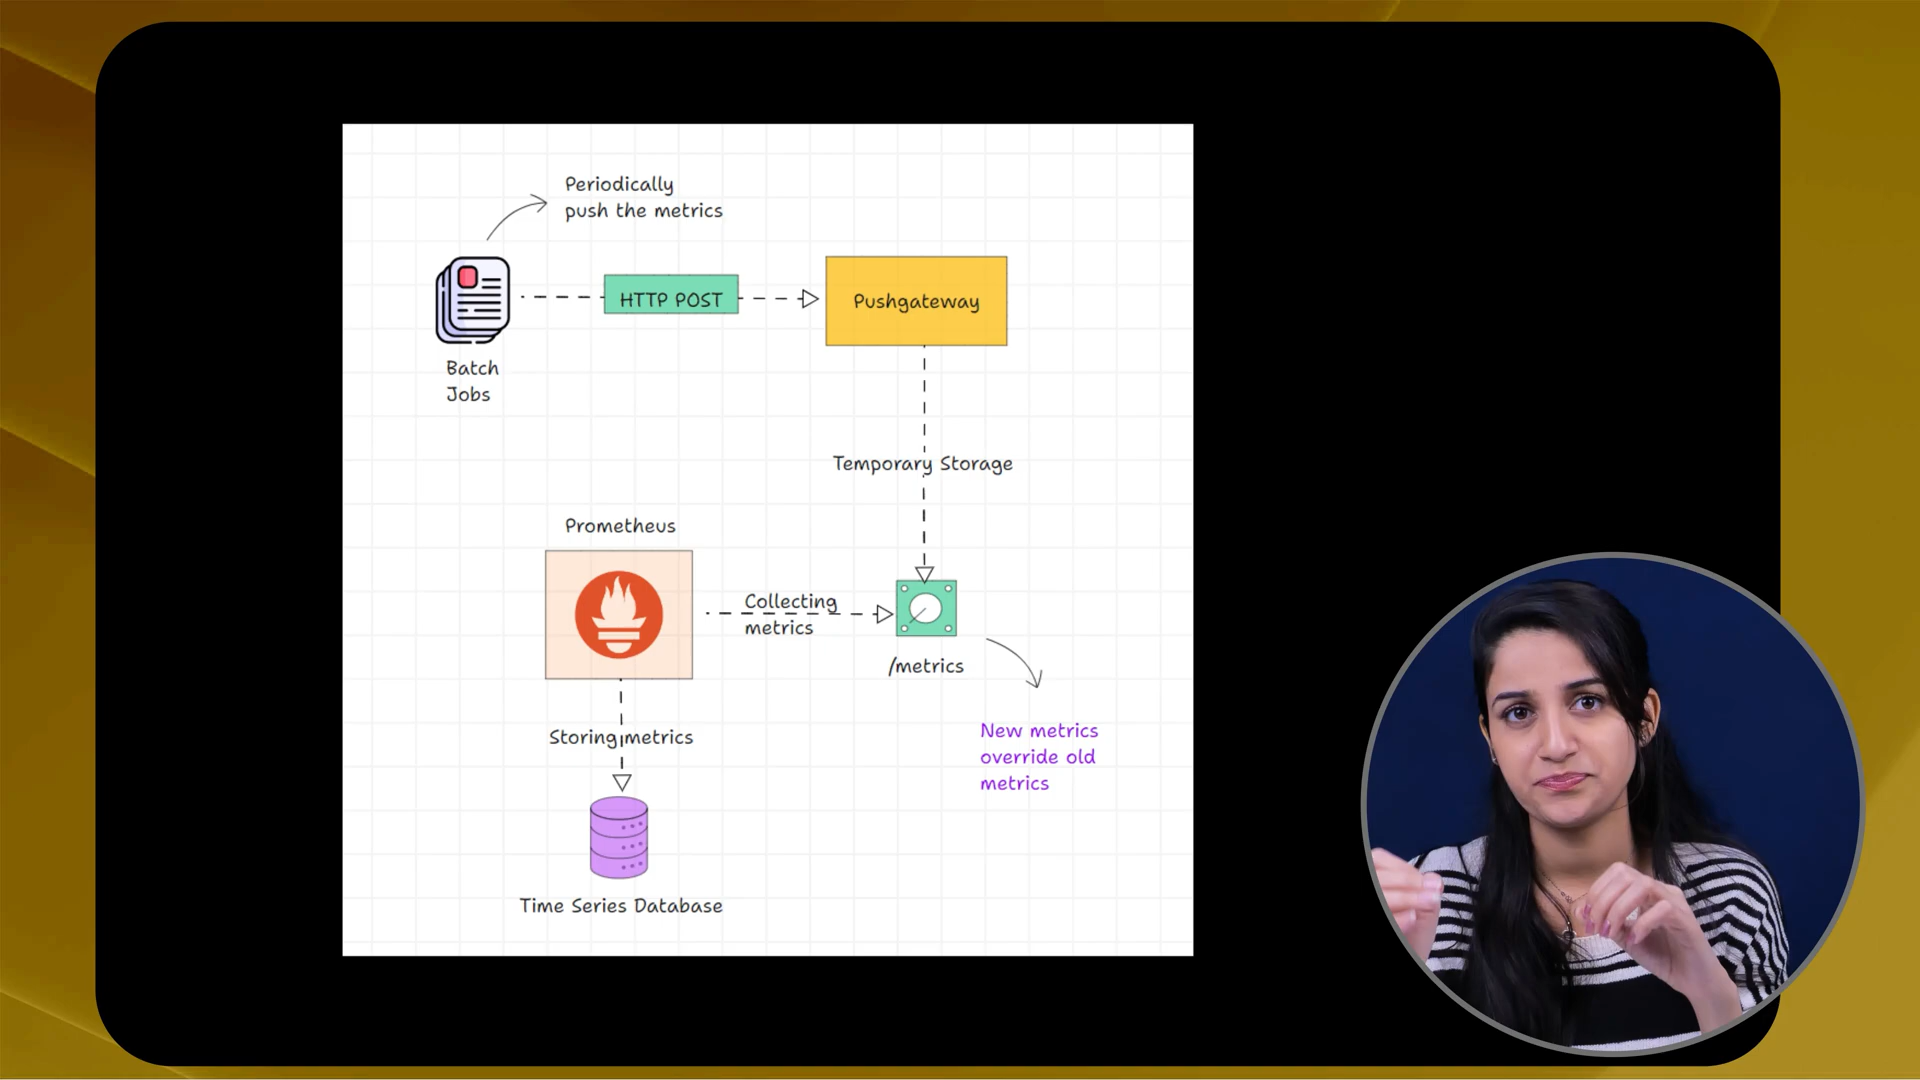 Periodically
push the metrics
HTTP POST
Pushgateway
Batch
Jobs
Temporary Storage
Prometheus
Collecting
metrics
/metrics
Storing metrics
New metrics
override old
metrics
Time Series Database